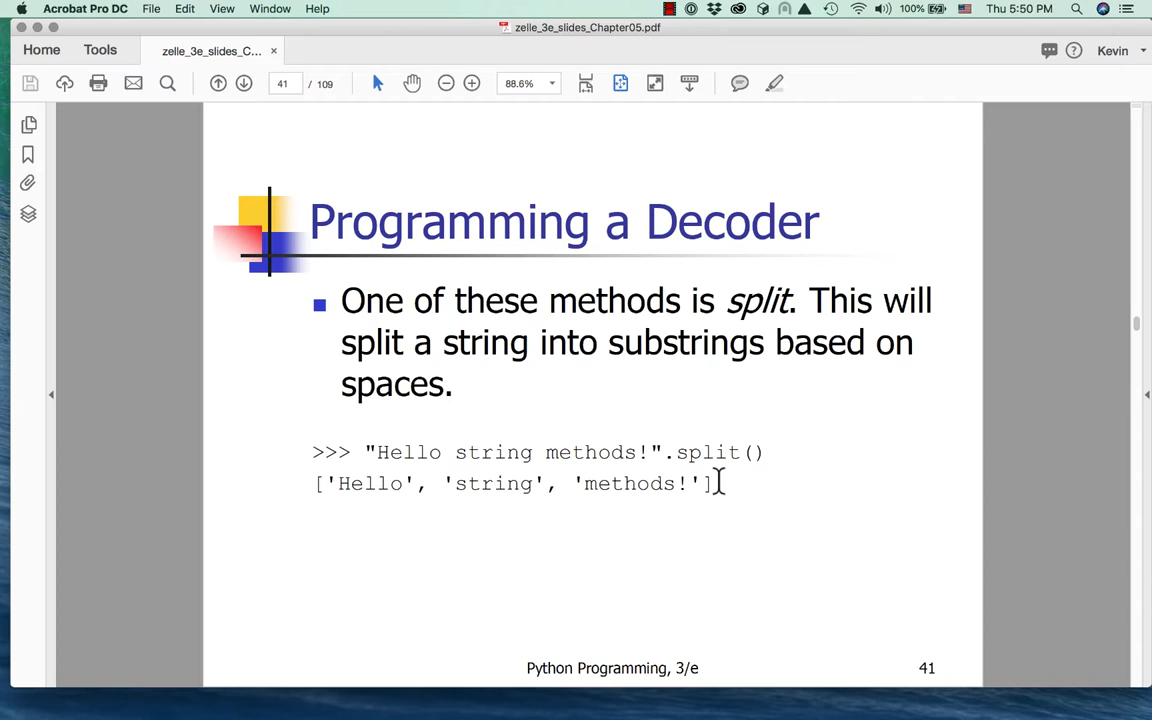 Acrobat Pro DC File Edit View Window Help 100% Thu 5:50 PM
zelle_3e_slides_Chapter05.pdf
Home Tools zelle_3e_slides_C... × ? Kevin
41 / 109 88.6%
Programming a Decoder
One of these methods is split. This will
split a string into substrings based on
spaces.
>>> "Hello string methods!".split()
['Hello', 'string', 'methods!']
Python Programming, 3/e 41